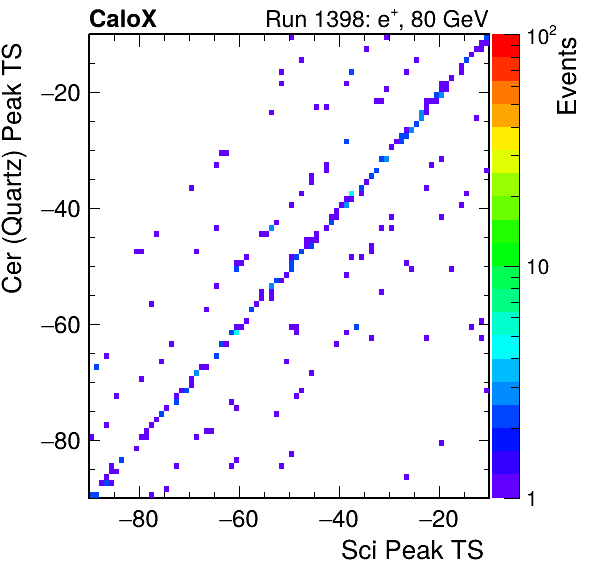 CaloX Run 1398: e⁺, 80 GeV
Cer (Quartz) Peak TS
−20
−40
−60
−80
−80 −60 −40 −20
Sci Peak TS
10²
10
1
Events